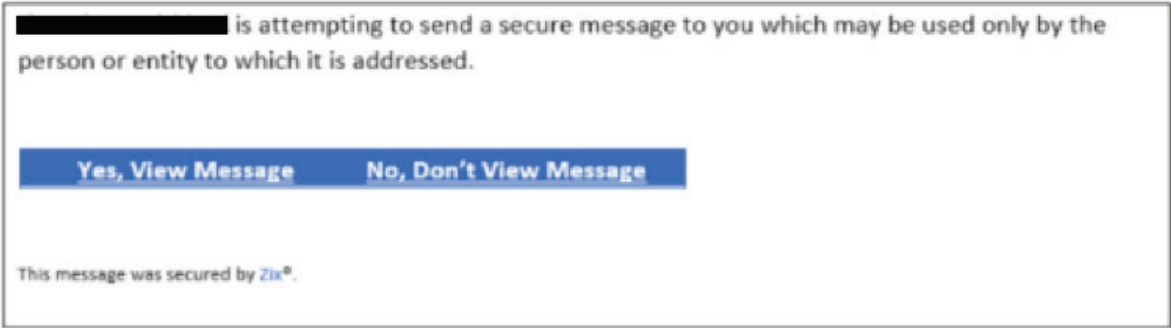 is attempting to send a secure message to you which may be used only by the
person or entity to which it is addressed.
Yes, View Message No, Don't View Message
This message was secured by Zix®.